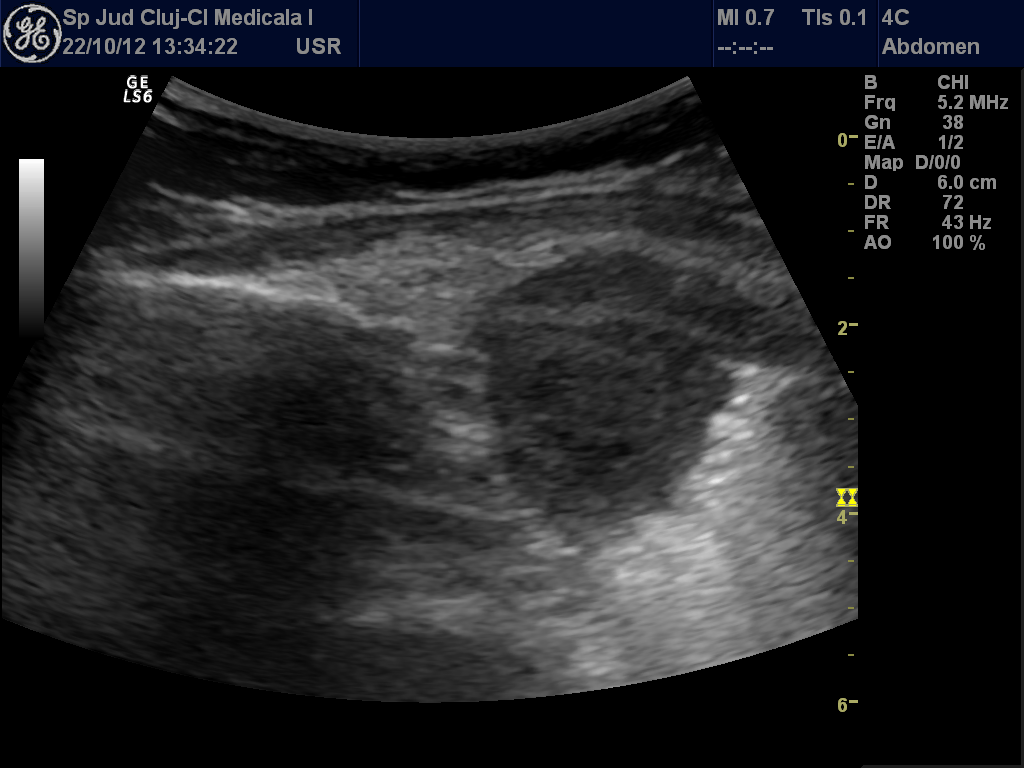 Sp Jud Cluj-Cl Medicala I
22/10/12 13:34:22 USR
MI 0.7 TIs 0.1
--:--:--
4C
Abdomen
GE
LS6
B CHI
Frq 5.2 MHz
Gn 38
E/A 1/2
Map D/0/0
D 6.0 cm
DR 72
FR 43 Hz
AO 100 %
0
2
4
6